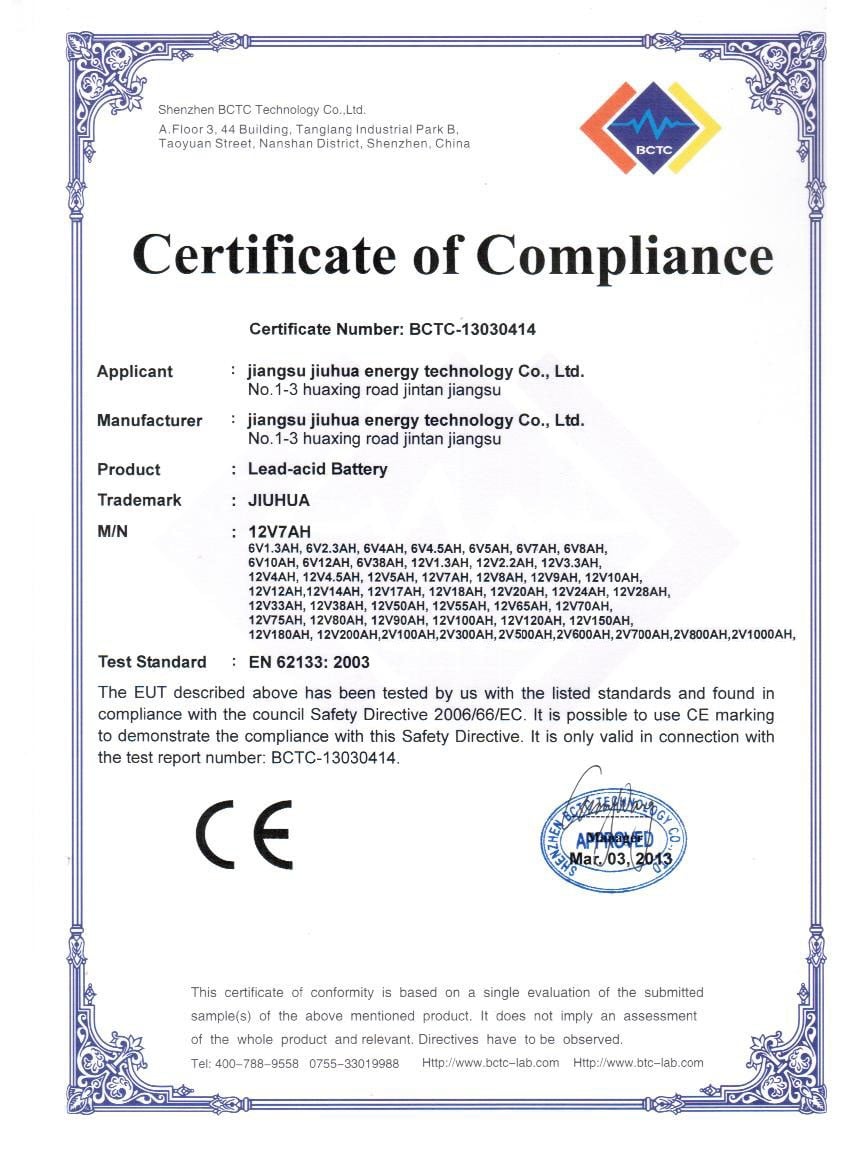 Shenzhen BCTC Technology Co.,Ltd.
A.Floor 3, 44 Building, Tanglang Industrial Park B,
Taoyuan Street, Nanshan District, Shenzhen, China
BCTC
Certificate of Compliance
Certificate Number: BCTC-13030414
Applicant : jiangsu jiuhua energy technology Co., Ltd.
No.1-3 huaxing road jintan jiangsu
Manufacturer : jiangsu jiuhua energy technology Co., Ltd.
No.1-3 huaxing road jintan jiangsu
Product : Lead-acid Battery
Trademark : JIUHUA
M/N : 12V7AH
6V1.3AH, 6V2.3AH, 6V4AH, 6V4.5AH, 6V5AH, 6V7AH, 6V8AH,
6V10AH, 6V12AH, 6V38AH, 12V1.3AH, 12V2.2AH, 12V3.3AH,
12V4AH, 12V4.5AH, 12V5AH, 12V7AH, 12V8AH, 12V9AH, 12V10AH,
12V12AH,12V14AH, 12V17AH, 12V18AH, 12V20AH, 12V24AH, 12V28AH,
12V33AH, 12V38AH, 12V50AH, 12V55AH, 12V65AH, 12V70AH,
12V75AH, 12V80AH, 12V90AH, 12V100AH, 12V120AH, 12V150AH,
12V180AH, 12V200AH,2V100AH,2V300AH,2V500AH,2V600AH,2V700AH,2V800AH,2V1000AH,
Test Standard : EN 62133: 2003
The EUT described above has been tested by us with the listed standards and found in
compliance with the council Safety Directive 2006/66/EC. It is possible to use CE marking
to demonstrate the compliance with this Safety Directive. It is only valid in connection with
the test report number: BCTC-13030414.
CE
SHENZHEN BCTC TECHNOLOGY CO.,LTD
Manager
APPROVED
Mar. 03, 2013
This certificate of conformity is based on a single evaluation of the submitted
sample(s) of the above mentioned product. It does not imply an assessment
of the whole product and relevant. Directives have to be observed.
Tel: 400-788-9558 0755-33019988 Http://www.bctc-lab.com Http://www.btc-lab.com